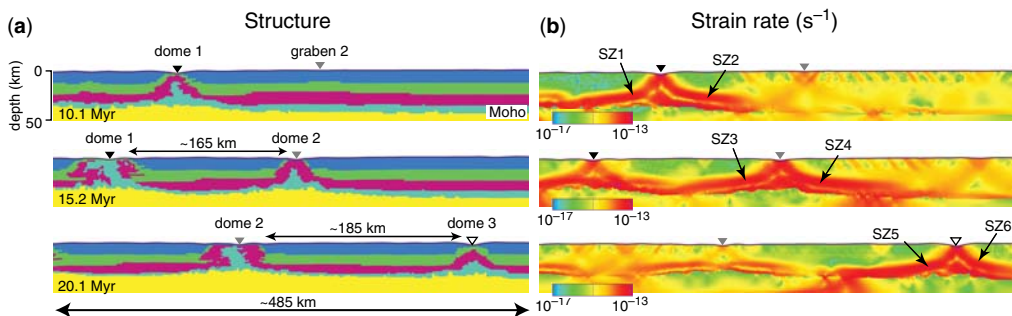 (a)
Structure
dome 1
graben 2
0
depth (km)
50
10.1 Myr
Moho
dome 1
~165 km
dome 2
15.2 Myr
dome 2
~185 km
dome 3
20.1 Myr
~485 km
(b)
Strain rate (s⁻¹)
SZ1
SZ2
10⁻¹⁷
10⁻¹³
SZ3
SZ4
10⁻¹⁷
10⁻¹³
SZ5
SZ6
10⁻¹⁷
10⁻¹³